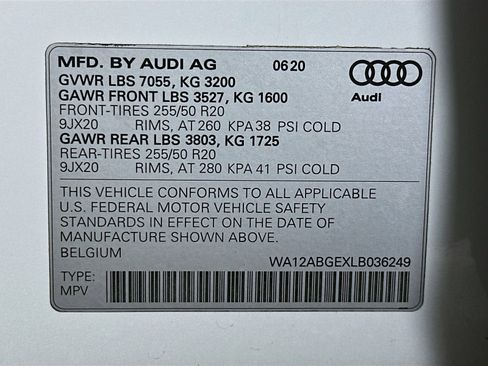 MFD. BY AUDI AG 0620
GVWR LBS 7055, KG 3200
GAWR FRONT LBS 3527, KG 1600
Audi
FRONT-TIRES 255/50 R20
9JX20 RIMS, AT 260 KPA 38 PSI COLD
GAWR REAR LBS 3803, KG 1725
REAR-TIRES 255/50 R20
9JX20 RIMS, AT 280 KPA 41 PSI COLD
THIS VEHICLE CONFORMS TO ALL APPLICABLE
U.S. FEDERAL MOTOR VEHICLE SAFETY
STANDARDS IN EFFECT ON THE DATE OF
MANUFACTURE SHOWN ABOVE.
BELGIUM WA12ABGEXLB036249
TYPE:
MPV